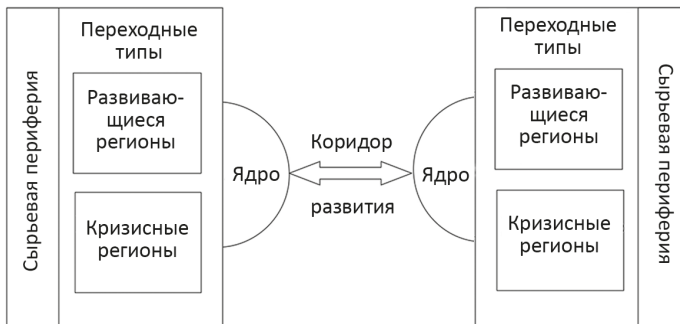 Сырьевая периферия
Переходные
типы
Развиваю-
щиеся
регионы
Кризисные
регионы
Ядро
Коридор
развития
Ядро
Переходные
типы
Развиваю-
щиеся
регионы
Кризисные
регионы
Сырьевая периферия